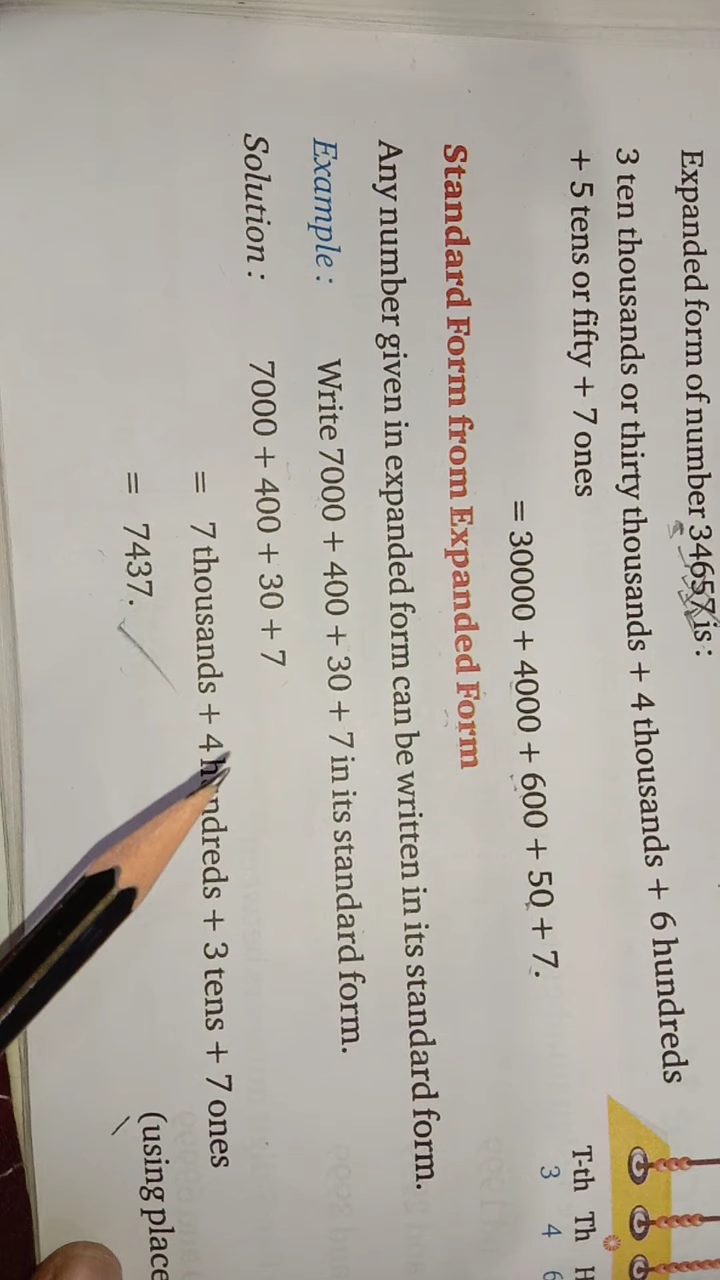 Expanded form of number 34657 is :
3 ten thousands or thirty thousands + 4 thousands + 6 hundreds
+ 5 tens or fifty + 7 ones
= 30000 + 4000 + 600 + 50 + 7.
T-th Th H
3 4 6
Standard Form from Expanded Form
Any number given in expanded form can be written in its standard form.
Example : Write 7000 + 400 + 30 + 7 in its standard form.
Solution : 7000 + 400 + 30 + 7
= 7 thousands + 4 hundreds + 3 tens + 7 ones
= 7437. (using place